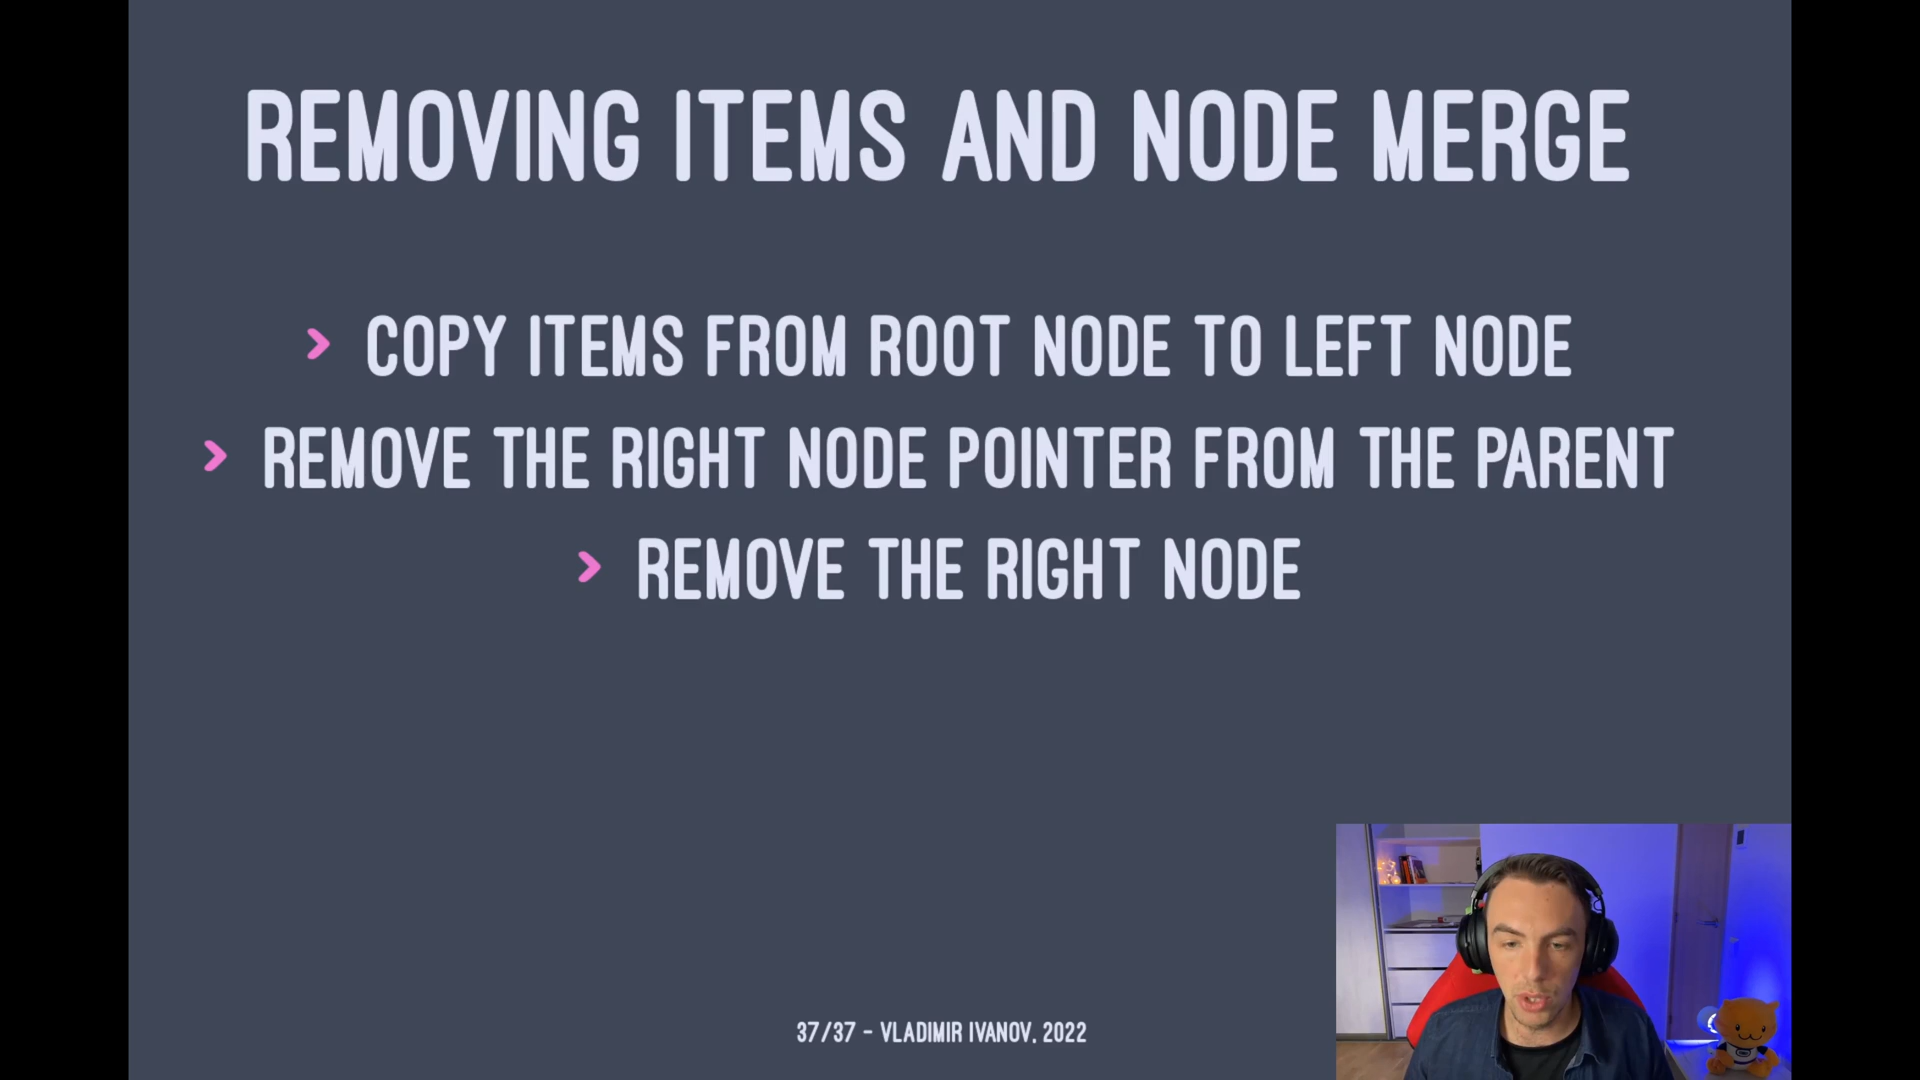 REMOVING ITEMS AND NODE MERGE
COPY ITEMS FROM ROOT NODE TO LEFT NODE
REMOVE THE RIGHT NODE POINTER FROM THE PARENT
REMOVE THE RIGHT NODE
37/37 - VLADIMIR IVANOV, 2022